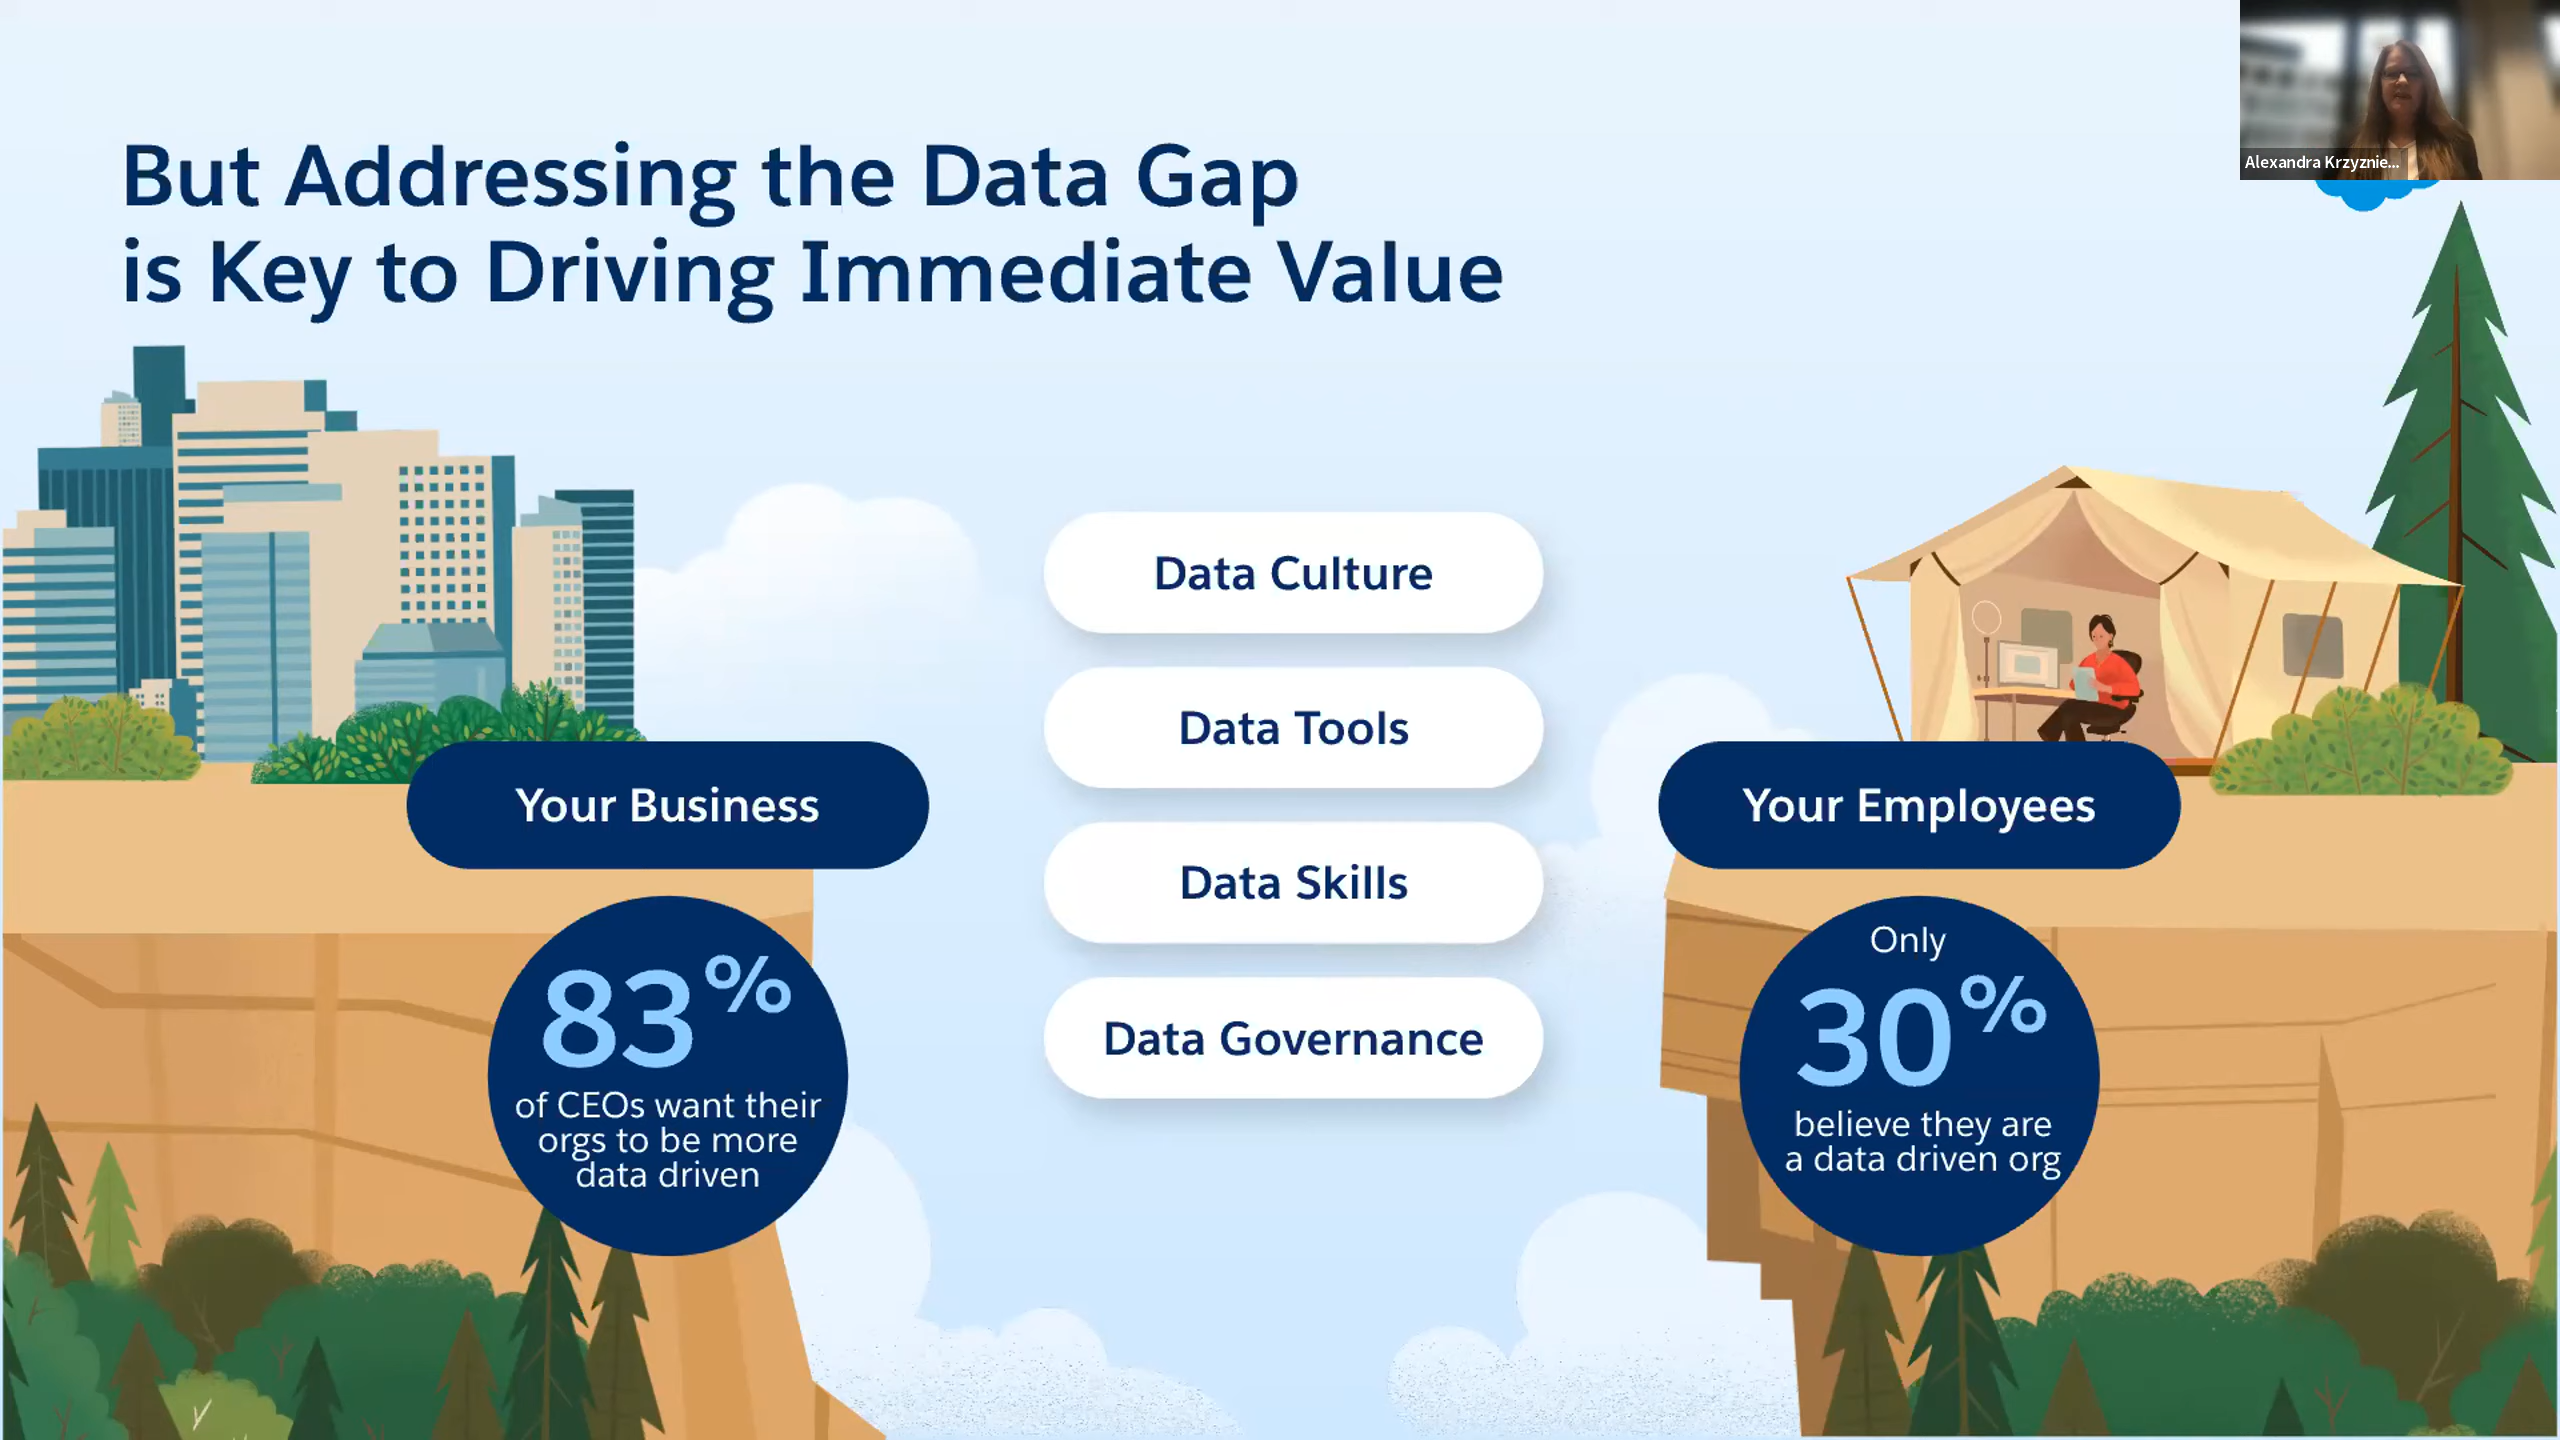 But Addressing the Data Gap
is Key to Driving Immediate Value
Alexandra Krzyznie...
Data Culture
Data Tools
Data Skills
Data Governance
Your Business
83%
of CEOs want their
orgs to be more
data driven
Your Employees
Only
30%
believe they are
a data driven org